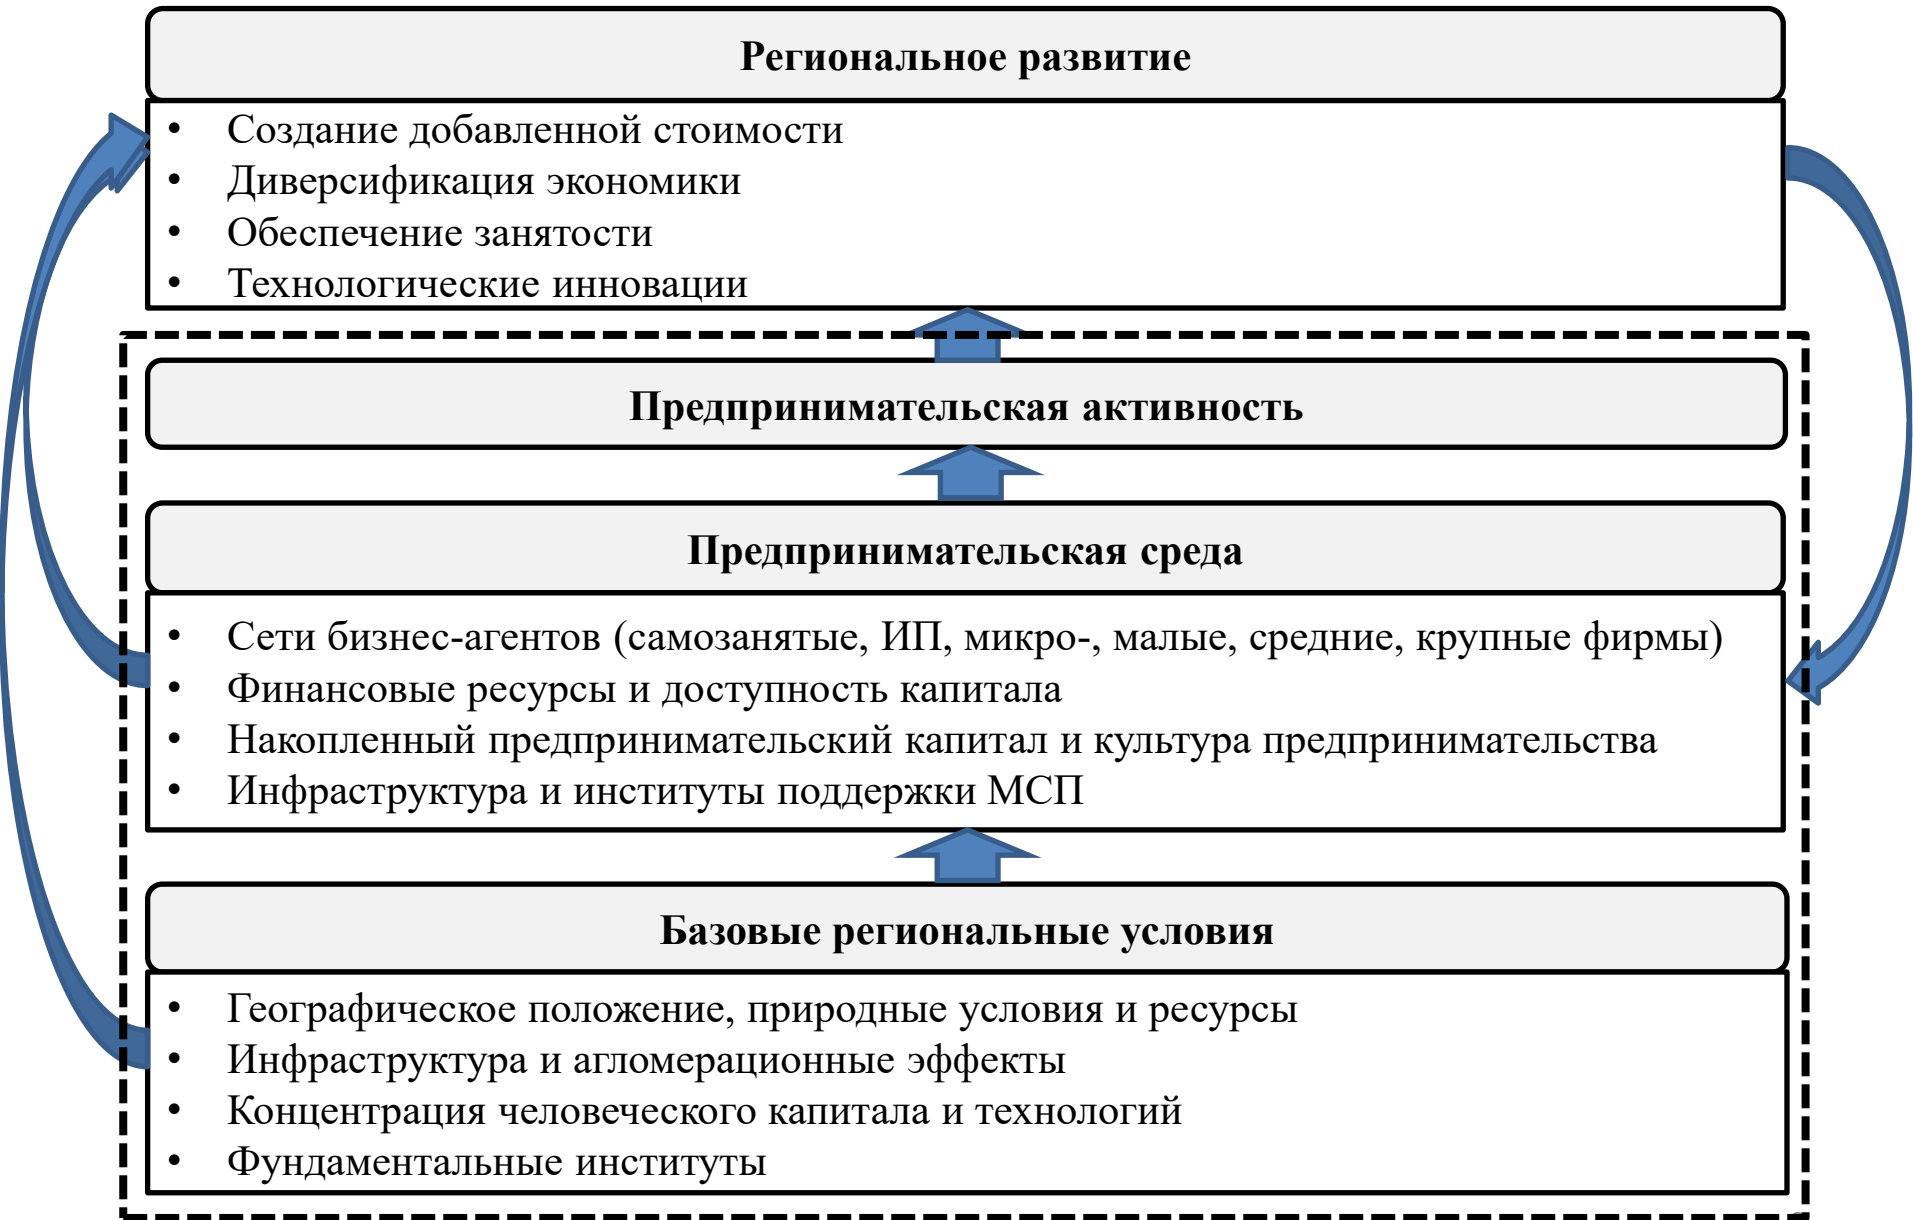 Региональное развитие
• Создание добавленной стоимости
• Диверсификация экономики
• Обеспечение занятости
• Технологические инновации
Предпринимательская активность
Предпринимательская среда
• Сети бизнес-агентов (самозанятые, ИП, микро-, малые, средние, крупные фирмы)
• Финансовые ресурсы и доступность капитала
• Накопленный предпринимательский капитал и культура предпринимательства
• Инфраструктура и институты поддержки МСП
Базовые региональные условия
• Географическое положение, природные условия и ресурсы
• Инфраструктура и агломерационные эффекты
• Концентрация человеческого капитала и технологий
• Фундаментальные институты